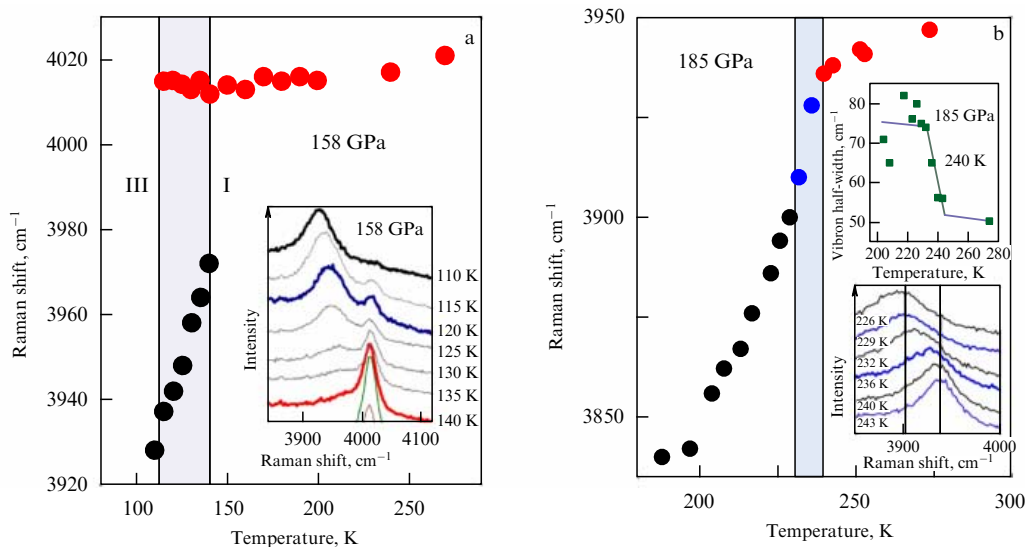 a
4020
4000
3980
3960
3940
3920
Raman shift, cm−1
100
150
200
250
Temperature, K
158 GPa
III
I
158 GPa
110 K
115 K
120 K
125 K
130 K
135 K
140 K
Intensity
3900
4000
4100
Raman shift, cm−1
b
3950
3900
3850
Raman shift, cm−1
200
250
300
Temperature, K
185 GPa
80
70
60
50
Vibron half-width, cm−1
185 GPa
240 K
200
220
240
260
280
Temperature, K
226 K
229 K
232 K
236 K
240 K
243 K
Intensity
3900
4000
Raman shift, cm−1